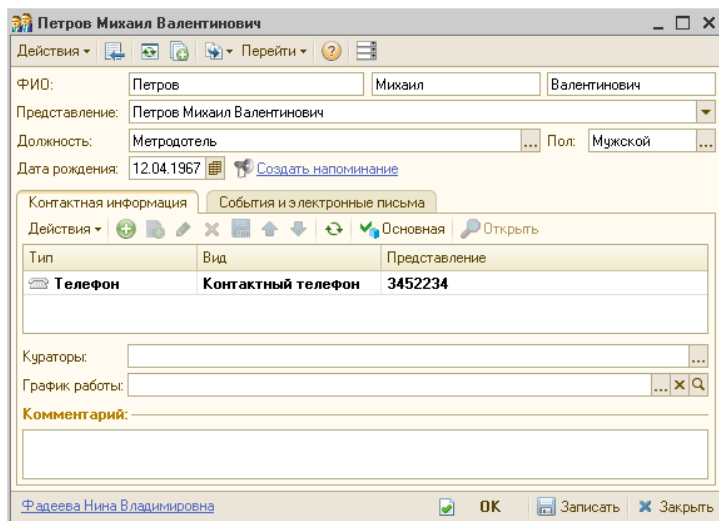 Петров Михаил Валентинович
Действия Перейти
ФИО: Петров Михаил Валентинович
Представление: Петров Михаил Валентинович
Должность: Метродотель ... Пол: Мужской ...
Дата рождения: 12.04.1967 Создать напоминание
Контактная информация События и электронные письма
Действия Основная Открыть
Тип Вид Представление
Телефон Контактный телефон 3452234
Кураторы: ...
График работы: ...
Комментарий:
Фадеева Нина Владимировна OK Записать Закрыть